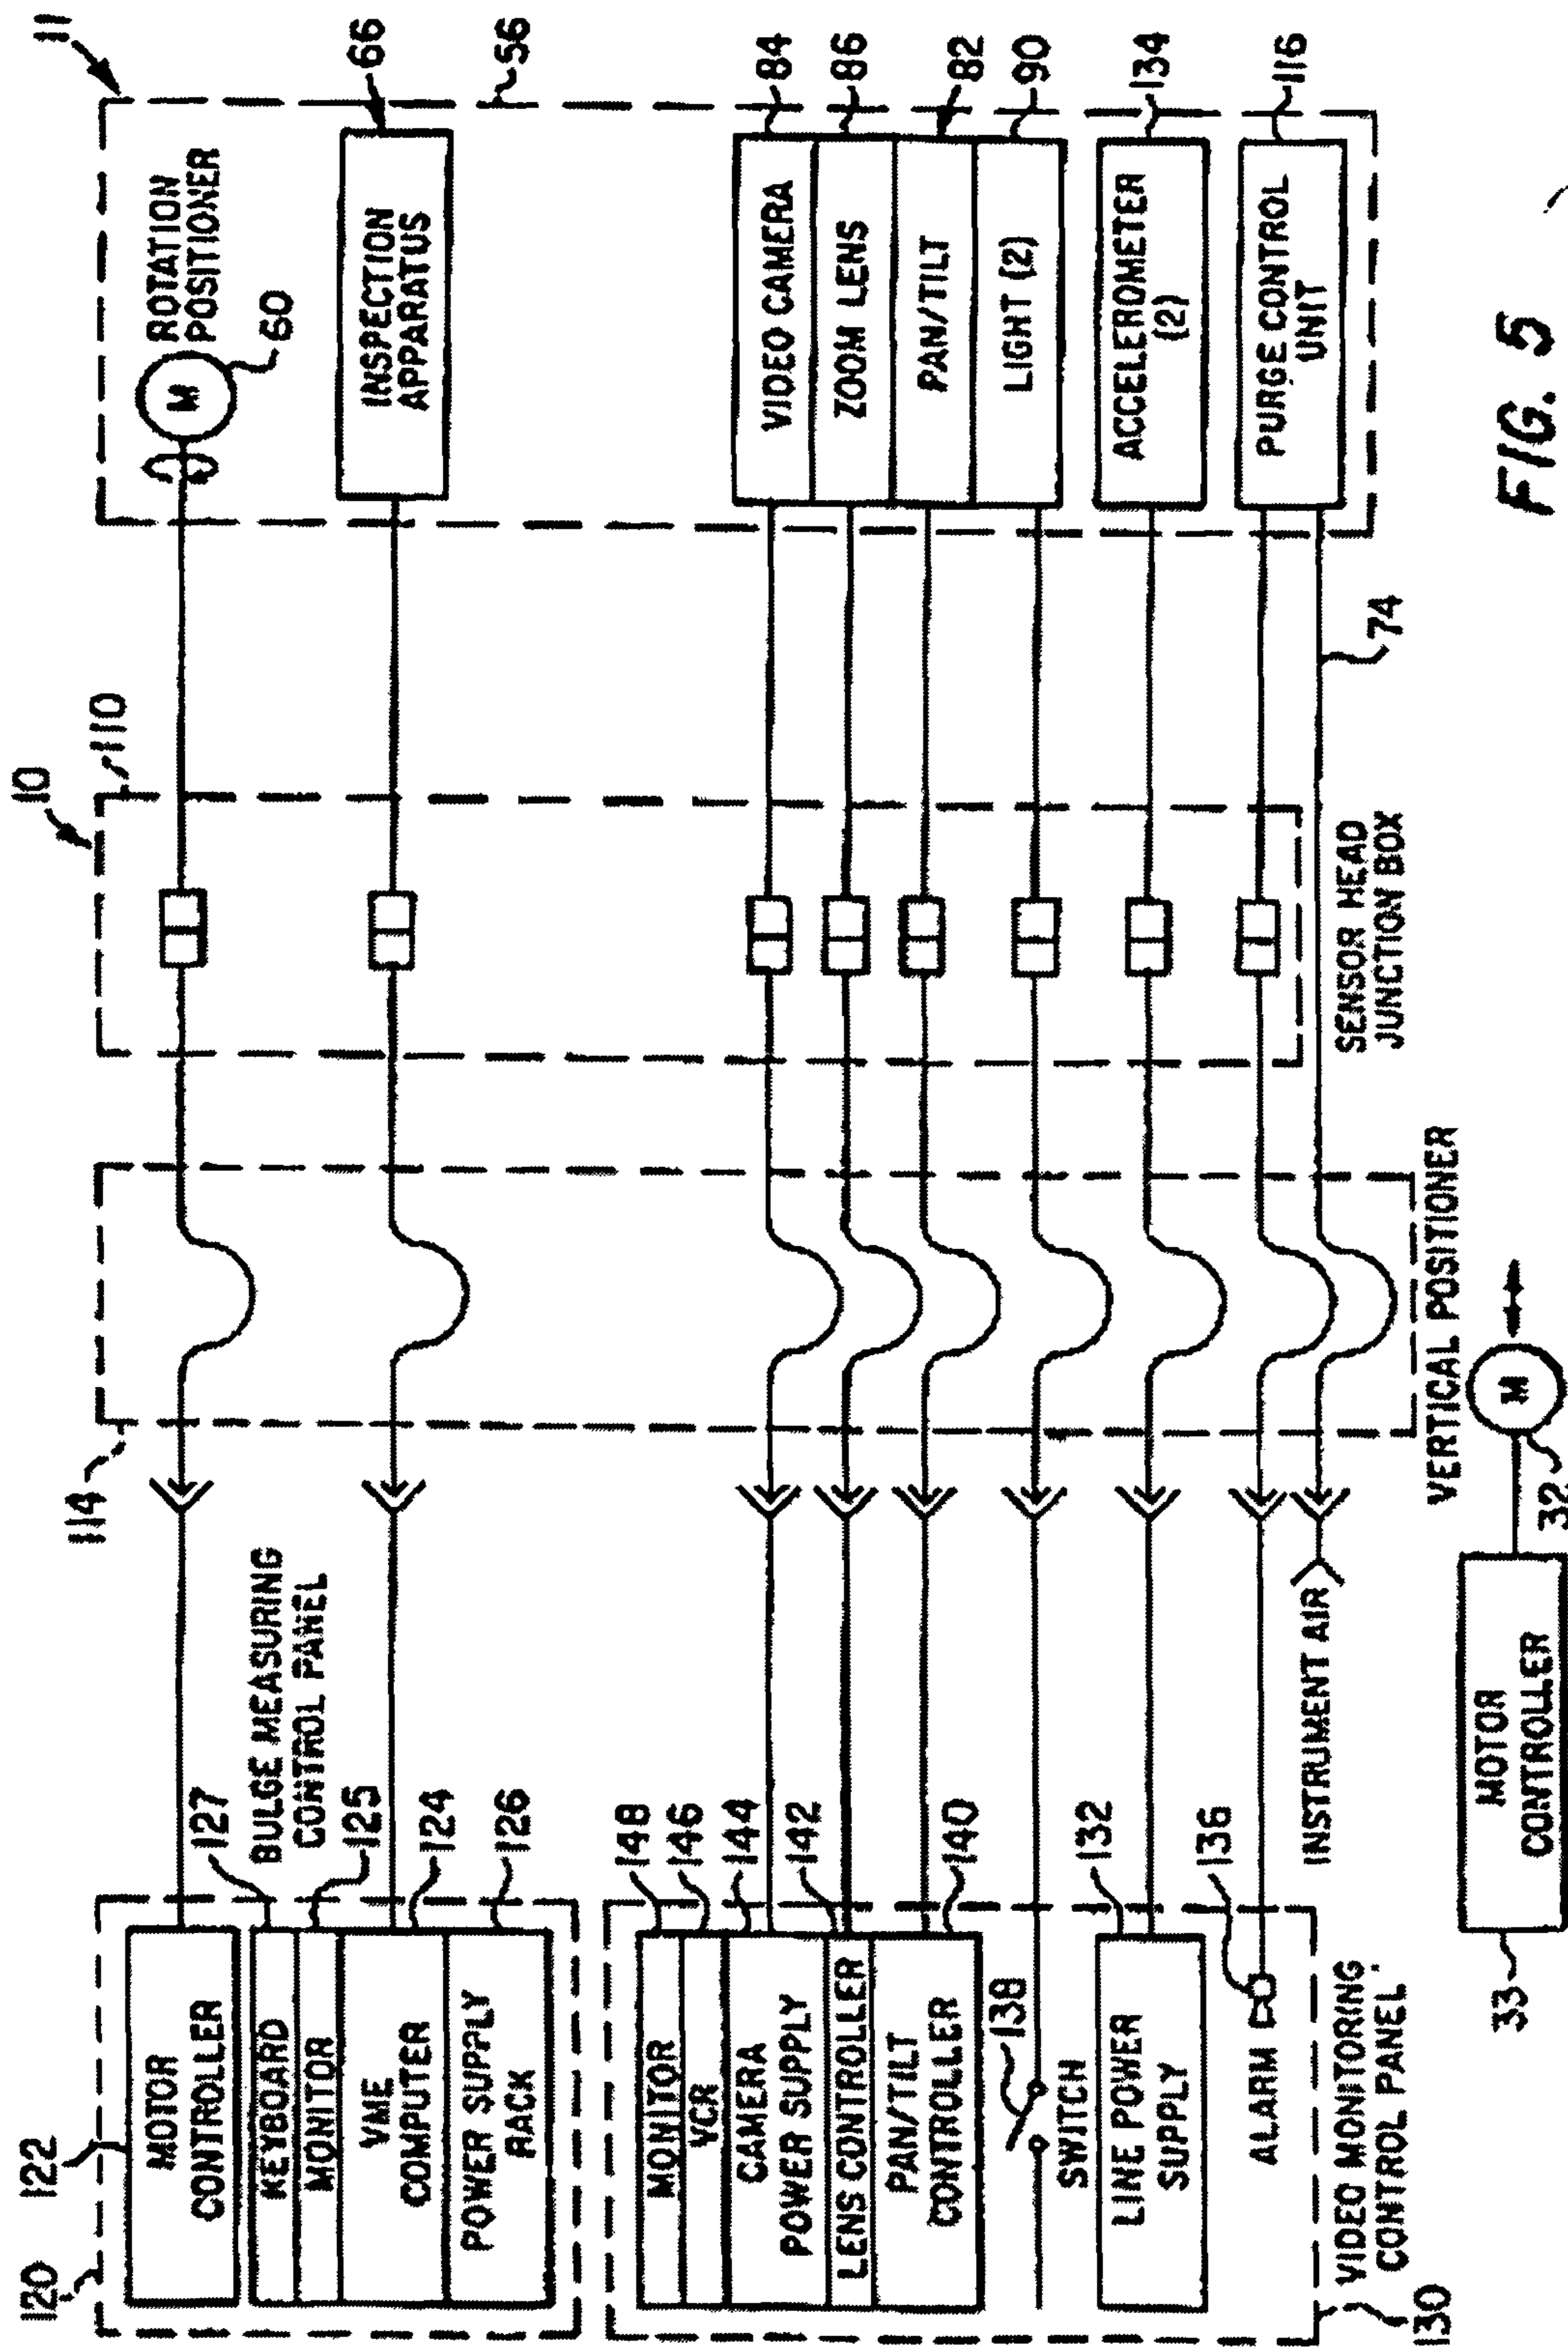 10
11
120
122
MOTOR
CONTROLLER
127
BULGE MEASURING
CONTROL PANEL
114
110
ROTATION
POSITIONER
M
60
KEYBOARD
MONITOR
125
VME
COMPUTER
124
POWER SUPPLY
RACK
126
INSPECTION
APPARATUS
66
56
MONITOR
148
VCR
146
CAMERA
POWER SUPPLY
144
LENS CONTROLLER
142
PAN/TILT
CONTROLLER
140
VIDEO CAMERA
84
ZOOM LENS
86
PAN/TILT
82
LIGHT (2)
90
138
SWITCH
LINE POWER
SUPPLY
132
ACCELEROMETER
(2)
134
ALARM
136
PURGE CONTROL
UNIT
116
INSTRUMENT AIR
74
VIDEO MONITORING
CONTROL PANEL
130
SENSOR HEAD
JUNCTION BOX
VERTICAL POSITIONER
33
MOTOR
CONTROLLER
32
M
FIG. 5